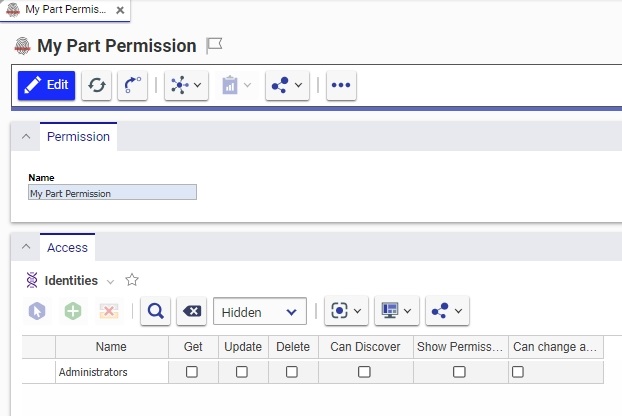 My Part Permis...
My Part Permission
Edit
Permission
Name
My Part Permission
Access
Identities
Hidden
Name Get Update Delete Can Discover Show Permiss... Can change a...
Administrators